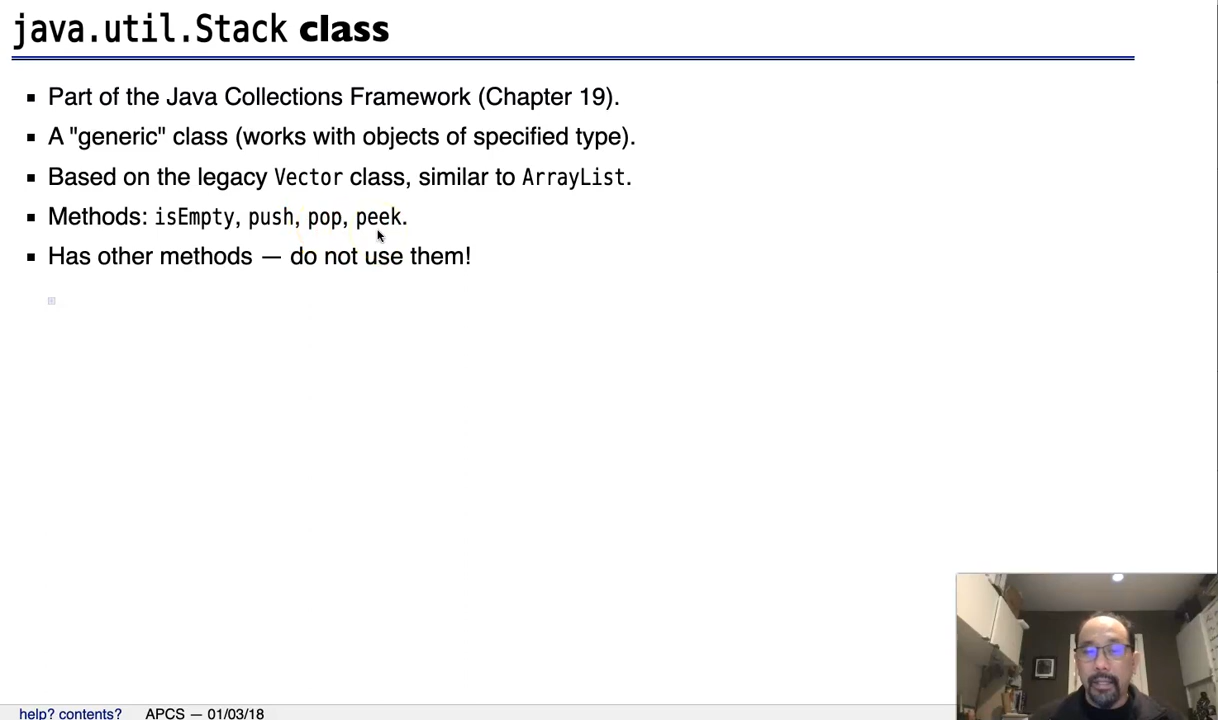 java.util.Stack class
Part of the Java Collections Framework (Chapter 19).
A "generic" class (works with objects of specified type).
Based on the legacy Vector class, similar to ArrayList.
Methods: isEmpty, push, pop, peek.
Has other methods — do not use them!
help? contents? APCS — 01/03/18